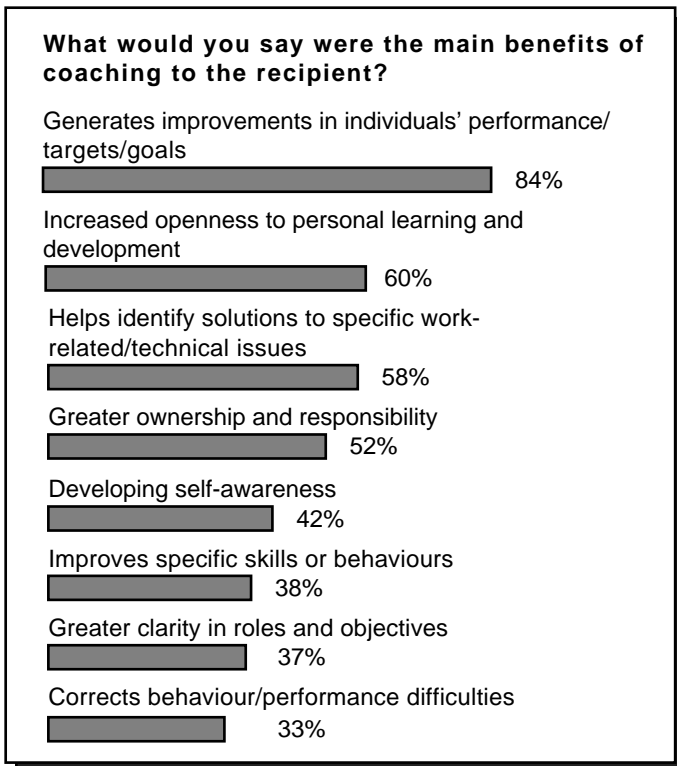 What would you say were the main benefits of
coaching to the recipient?
Generates improvements in individuals’ performance/
targets/goals
84%
Increased openness to personal learning and
development
60%
Helps identify solutions to specific work-
related/technical issues
58%
Greater ownership and responsibility
52%
Developing self-awareness
42%
Improves specific skills or behaviours
38%
Greater clarity in roles and objectives
37%
Corrects behaviour/performance difficulties
33%